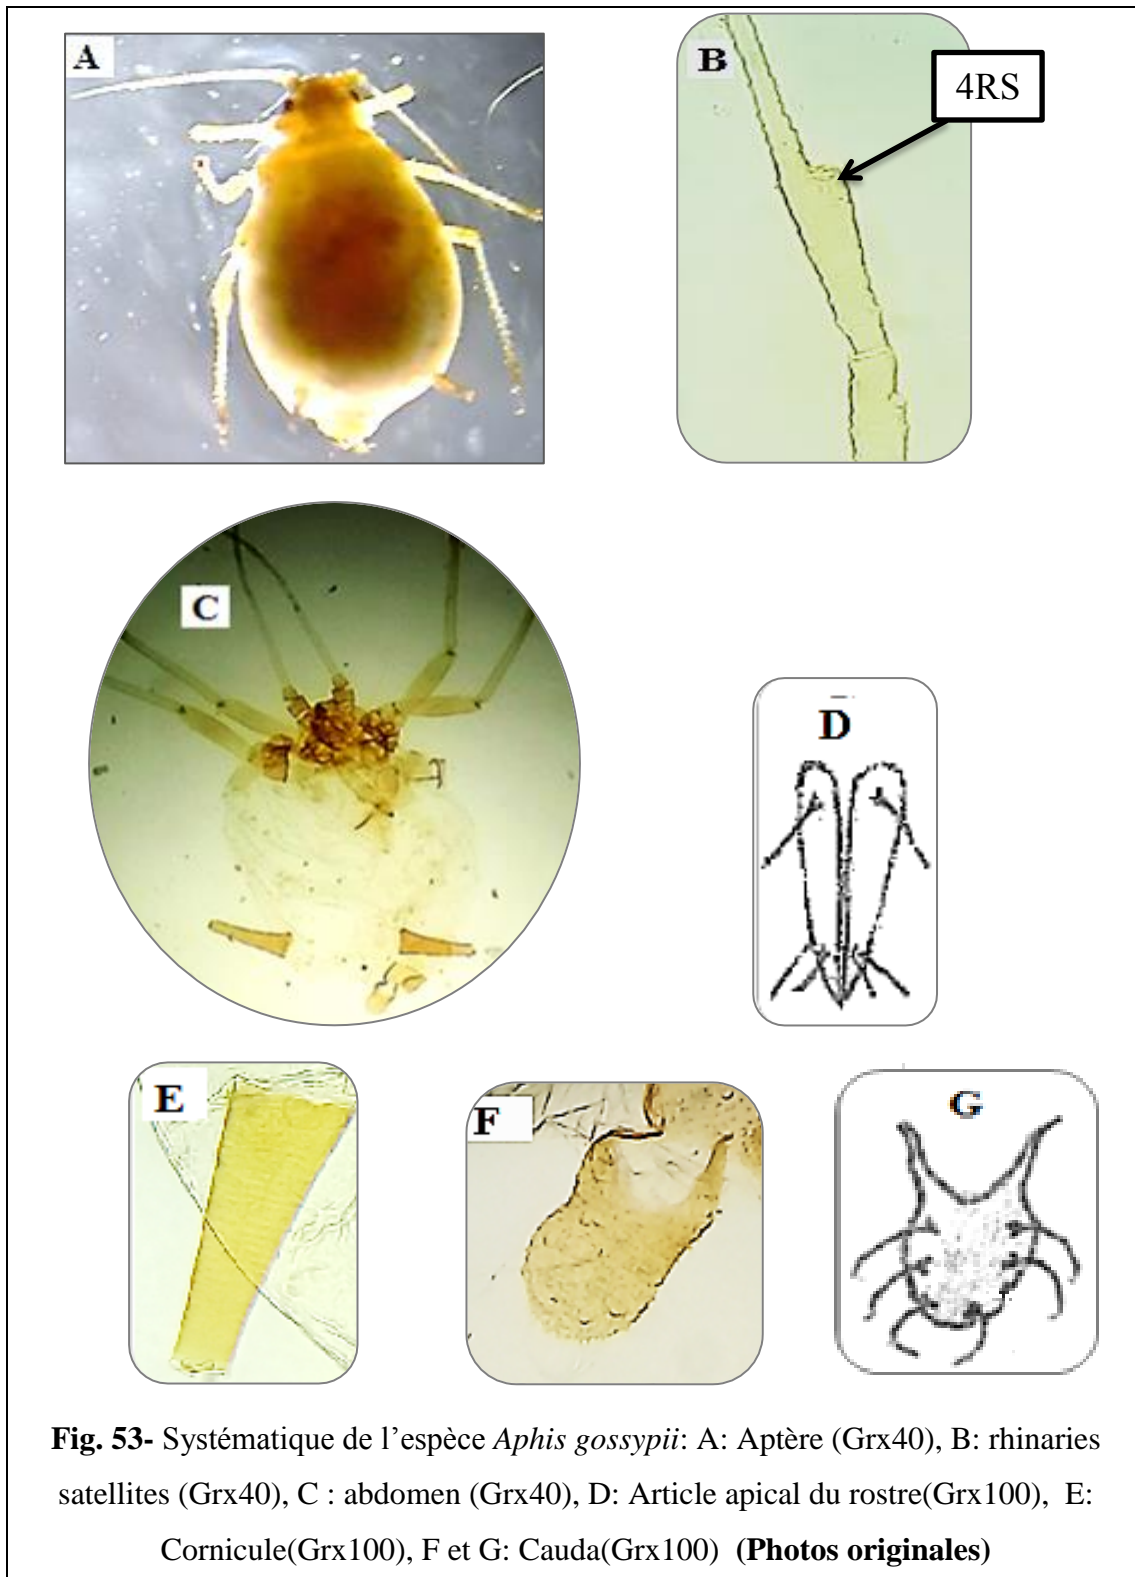 A
B
4RS
C
D
E
F
G
Fig. 53- Systématique de l’espèce Aphis gossypii: A: Aptère (Grx40), B: rhinaries
satellites (Grx40), C : abdomen (Grx40), D: Article apical du rostre(Grx100), E:
Cornicule(Grx100), F et G: Cauda(Grx100) (Photos originales)